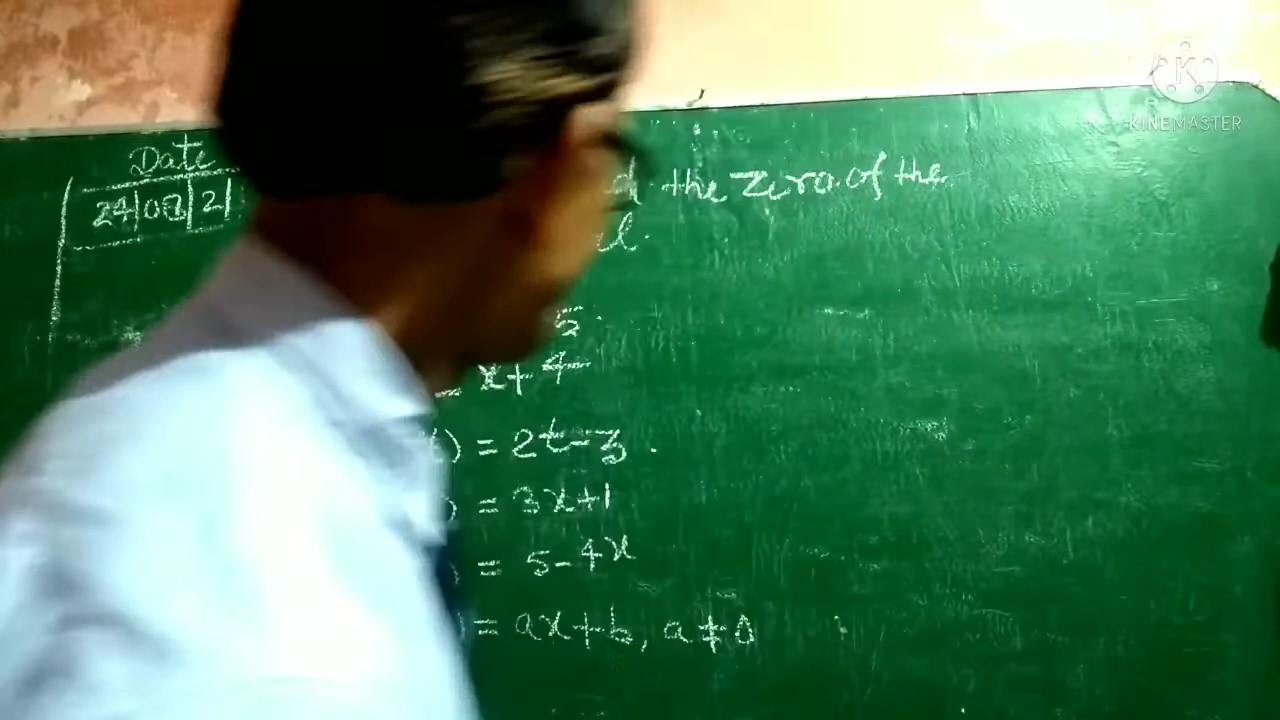 KINEMASTER
Date
24|08|21
the zero of the
5
- x+4
) = 2t-3.
) = 3x+1
) = 5-4x
) = ax+b, a≠0